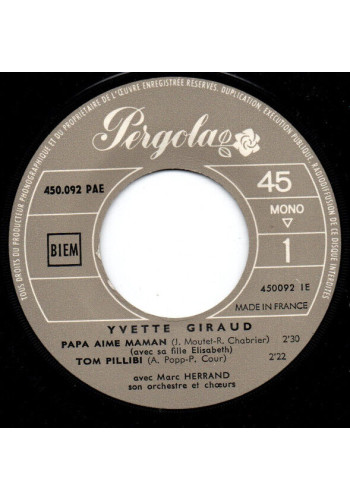 TOUS DROITS DU PRODUCTEUR PHONOGRAPHIQUE ET DU PROPRIÉTAIRE DE L'ŒUVRE ENREGISTRÉE RÉSERVÉS. DUPLICATION, EXÉCUTION PUBLIQUE, RADIODIFFUSION DE CE DISQUE INTERDITES
Pergola
450.092 PAE
45
MONO
BIEM
1
450092 1E
MADE IN FRANCE
YVETTE GIRAUD
PAPA AIME MAMAN (J. Moutet-R. Chabrier) 2'30
(avec sa fille Elisabeth)
TOM PILLIBI (A. Popp-P. Cour) 2'22
avec Marc HERRAND
son orchestre et chœurs